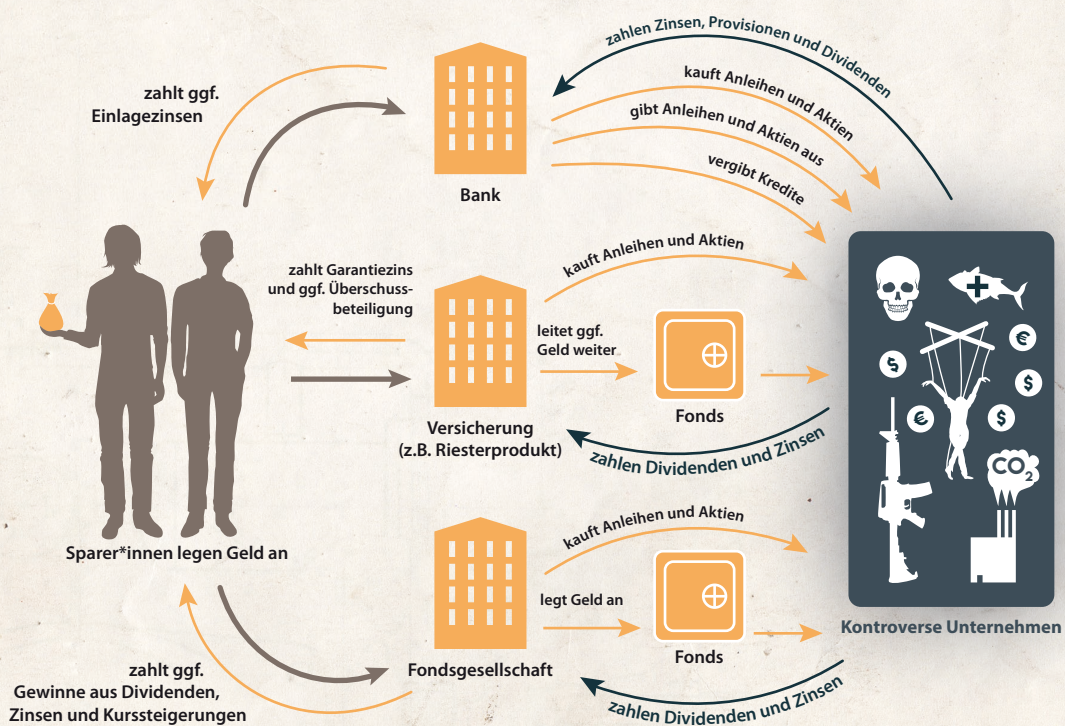 zahlen Zinsen, Provisionen und Dividenden
kauft Anleihen und Aktien
gibt Anleihen und Aktien aus
vergibt Kredite
zahlt ggf.
Einlagezinsen
Bank
zahlt Garantiezins
und ggf. Überschuss-
beteiligung
kauft Anleihen und Aktien
leitet ggf.
Geld weiter
Fonds
Versicherung
(z.B. Riesterprodukt)
zahlen Dividenden und Zinsen
€
$
$
€
$
CO2
Sparer*innen legen Geld an
kauft Anleihen und Aktien
legt Geld an
Fonds
Kontroverse Unternehmen
Fondsgesellschaft
zahlen Dividenden und Zinsen
zahlt ggf.
Gewinne aus Dividenden,
Zinsen und Kurssteigerungen